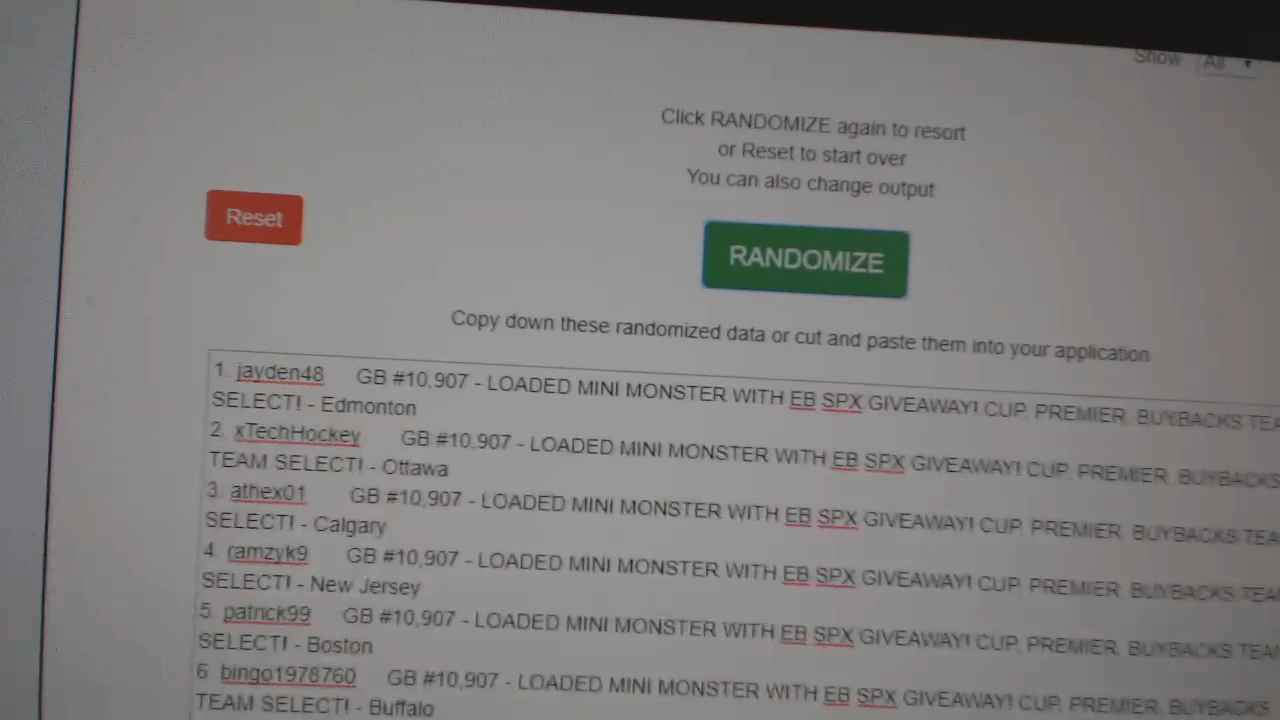 Show All
Click RANDOMIZE again to resort
or Reset to start over
You can also change output
Reset
RANDOMIZE
Copy down these randomized data or cut and paste them into your application
1. jayden48 GB #10,907 - LOADED MINI MONSTER WITH EB SPX GIVEAWAY! CUP, PREMIER, BUYBACKS TEA
SELECT! - Edmonton
2. xTechHockey GB #10,907 - LOADED MINI MONSTER WITH EB SPX GIVEAWAY! CUP, PREMIER, BUYBACKS
TEAM SELECT! - Ottawa
3. athex01 GB #10,907 - LOADED MINI MONSTER WITH EB SPX GIVEAWAY! CUP, PREMIER, BUYBACKS TEA
SELECT! - Calgary
4. ramzyk9 GB #10,907 - LOADED MINI MONSTER WITH EB SPX GIVEAWAY! CUP, PREMIER, BUYBACKS TEA
SELECT! - New Jersey
5. patrick99 GB #10,907 - LOADED MINI MONSTER WITH EB SPX GIVEAWAY! CUP, PREMIER, BUYBACKS TEA
SELECT! - Boston
6. bingo1978760 GB #10,907 - LOADED MINI MONSTER WITH EB SPX GIVEAWAY! CUP, PREMIER, BUYBACKS
TEAM SELECT! - Buffalo